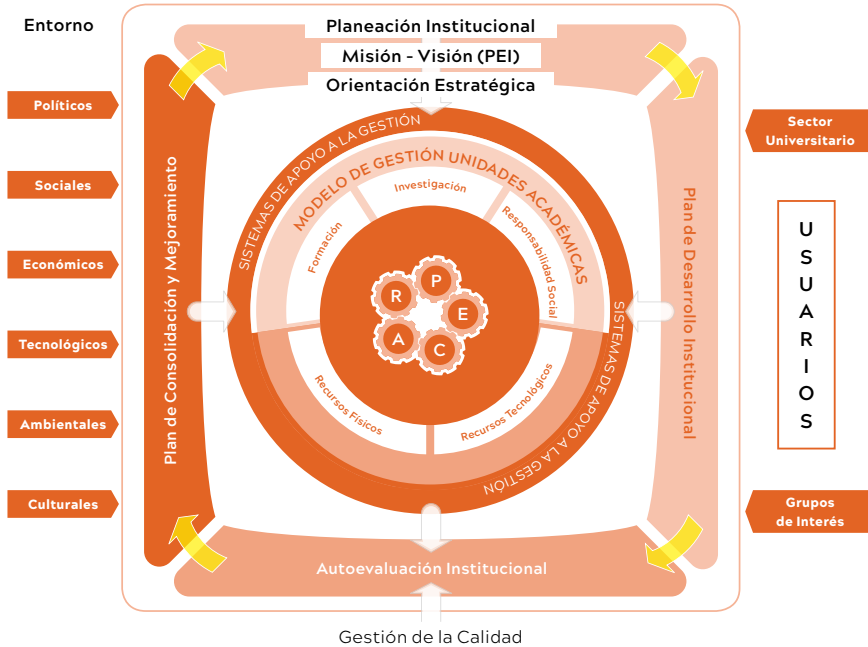 Entorno
Planeación Institucional
Misión - Visión (PEI)
Orientación Estratégica
Políticos
Sociales
Económicos
Tecnológicos
Ambientales
Culturales
Plan de Consolidación y Mejoramiento
SISTEMAS DE APOYO A LA GESTIÓN
MODELO DE GESTIÓN UNIDADES ACADÉMICAS
Formación
Investigación
Responsabilidad Social
R
P
E
A
C
Recursos Físicos
Recursos Tecnológicos
SISTEMAS DE APOYO A LA GESTIÓN
Plan de Desarrollo Institucional
Sector
Universitario
U
S
U
A
R
I
O
S
Grupos
de Interés
Autoevaluación Institucional
Gestión de la Calidad